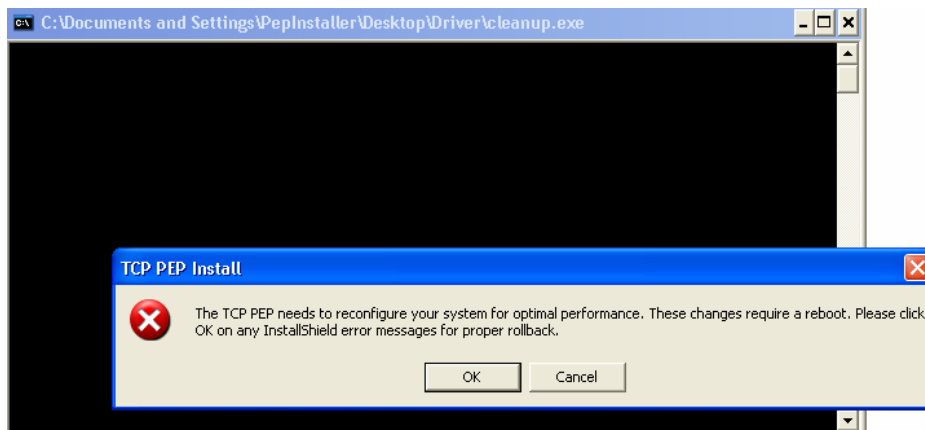 C:\Documents and Settings\PepInstaller\Desktop\Driver\cleanup.exe
TCP PEP Install
The TCP PEP needs to reconfigure your system for optimal performance. These changes require a reboot. Please click
OK on any InstallShield error messages for proper rollback.
OK Cancel